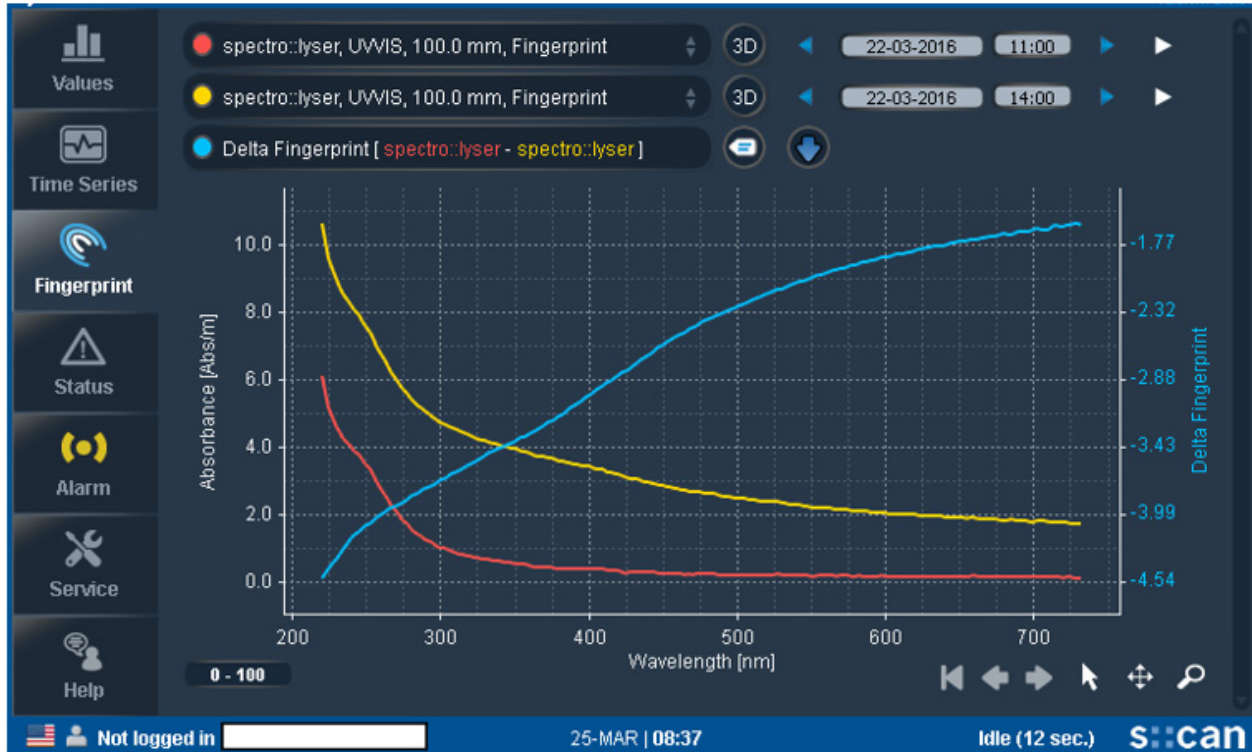 Values
Time Series
Fingerprint
Status
Alarm
Service
Help
spectro::lyser, UV/VIS, 100.0 mm, Fingerprint 3D 22-03-2016 11:00
spectro::lyser, UV/VIS, 100.0 mm, Fingerprint 3D 22-03-2016 14:00
Delta Fingerprint [ spectro::lyser - spectro::lyser ]
Absorbance [Abs/m]
10.0
8.0
6.0
4.0
2.0
0.0
-1.77
-2.32
-2.88
-3.43
-3.99
-4.54
Delta Fingerprint
200 300 400 500 600 700
Wavelength [nm]
0 - 100
Not logged in 25-MAR | 08:37 Idle (12 sec.) s::can